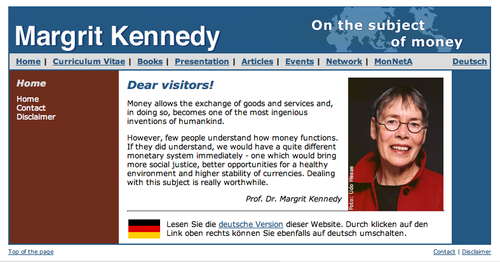 Margrit Kennedy
On the subject
of money
Home | Curriculum Vitae | Books | Presentation | Articles | Events | Network | MonNetA Deutsch
Home
Home
Contact
Disclaimer
Dear visitors!
Money allows the exchange of goods and services and,
in doing so, becomes one of the most ingenious
inventions of humankind.
However, few people understand how money functions.
If they did understand, we would have a quite different
monetary system immediately - one which would bring
more social justice, better opportunities for a healthy
environment and higher stability of currencies. Dealing
with this subject is really worthwhile.
Prof. Dr. Margrit Kennedy
Foto: Udo Hesse
Lesen Sie die deutsche Version dieser Website. Durch klicken auf den
Link oben rechts können Sie ebenfalls auf deutsch umschalten.
Top of the page
Contact | Disclaimer